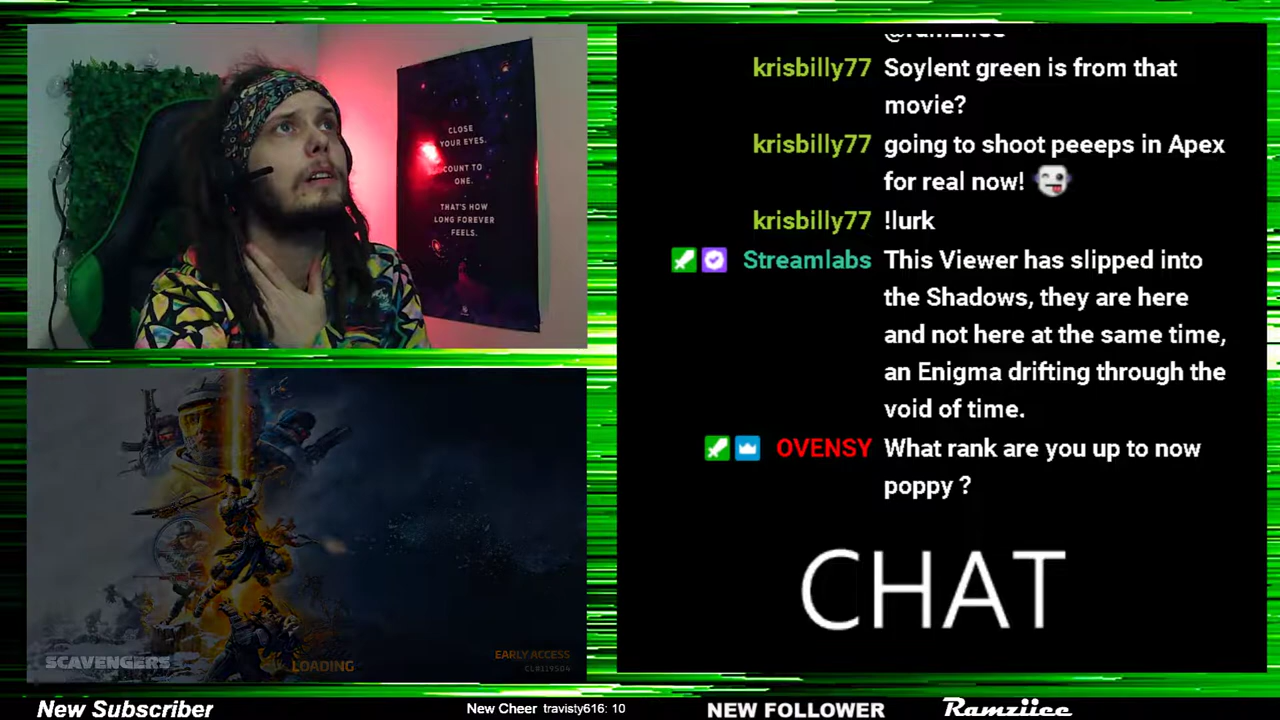 @ramziiee
krisbilly77 Soylent green is from that
movie?
krisbilly77 going to shoot peeeps in Apex
for real now!
krisbilly77 !lurk
Streamlabs This Viewer has slipped into
the Shadows, they are here
and not here at the same time,
an Enigma drifting through the
void of time.
OVENSY What rank are you up to now
poppy ?
CHAT
CLOSE
YOUR EYES.
COUNT TO
ONE.
THAT'S HOW
LONG FOREVER
FEELS.
SCAVENGERS
LOADING
EARLY ACCESS
CL#119504
New Subscriber
New Cheer travisty616: 10
NEW FOLLOWER
Ramziiee